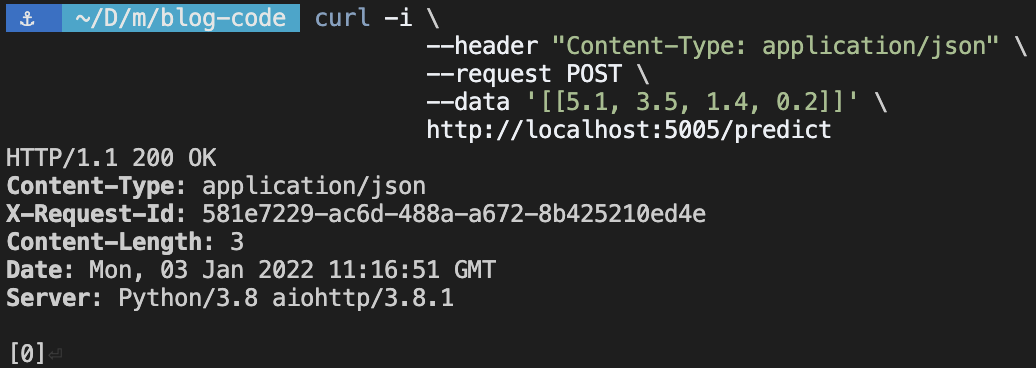 ⚓ ~/D/m/blog-code curl -i \
--header "Content-Type: application/json" \
--request POST \
--data '[[5.1, 3.5, 1.4, 0.2]]' \
http://localhost:5005/predict
HTTP/1.1 200 OK
Content-Type: application/json
X-Request-Id: 581e7229-ac6d-488a-a672-8b425210ed4e
Content-Length: 3
Date: Mon, 03 Jan 2022 11:16:51 GMT
Server: Python/3.8 aiohttp/3.8.1
[0]⏎